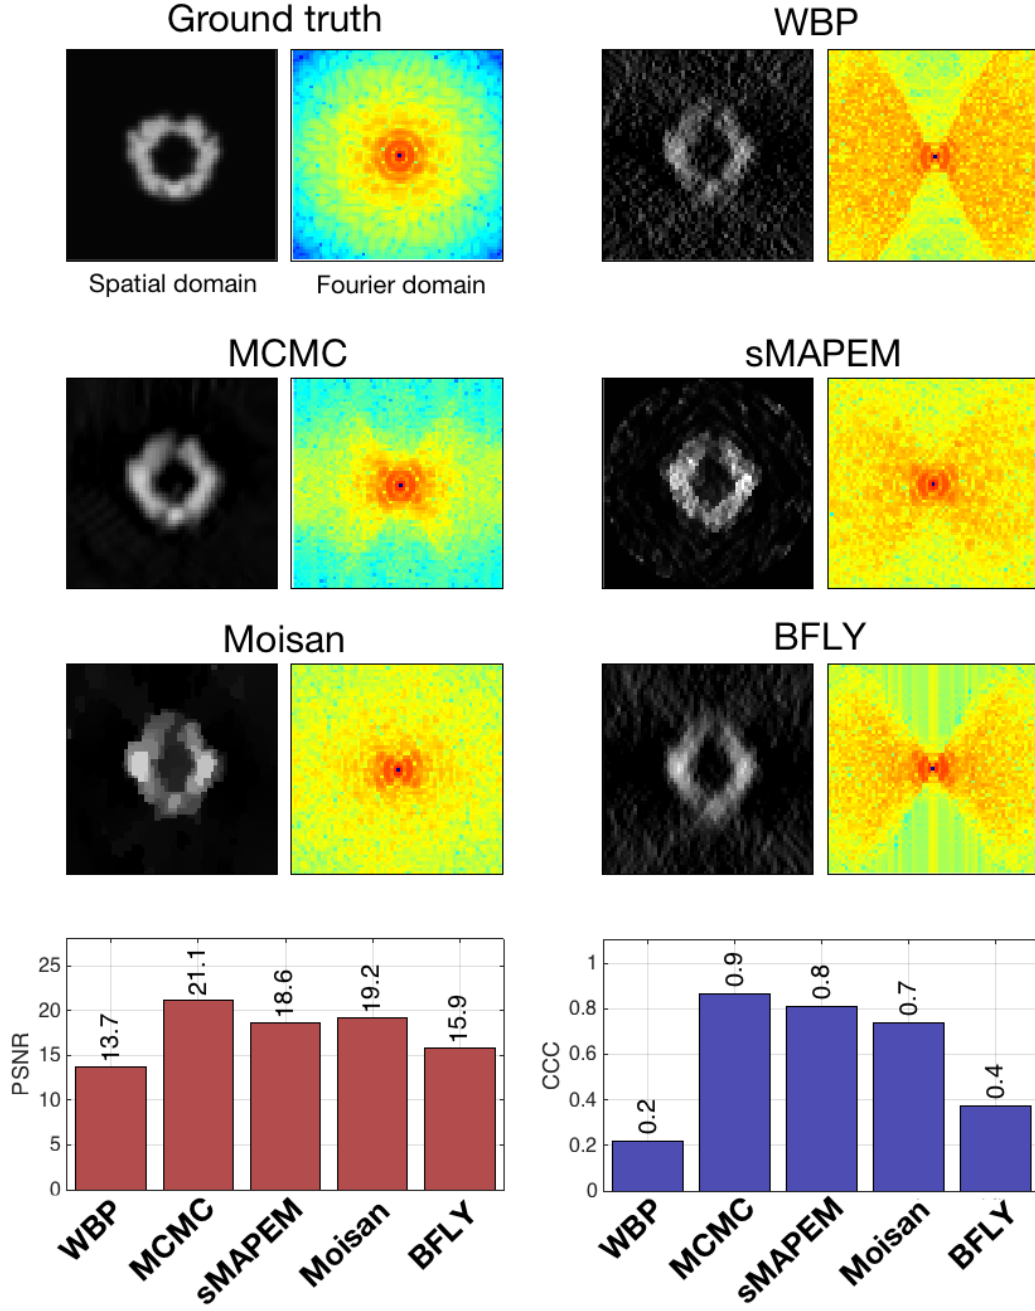 Ground truth
WBP
Spatial domain
Fourier domain
MCMC
sMAPEM
Moisan
BFLY
PSNR
25
20
15
10
5
0
13.7
21.1
18.6
19.2
15.9
WBP
MCMC
sMAPEM
Moisan
BFLY
CCC
1
0.8
0.6
0.4
0.2
0
0.2
0.9
0.8
0.7
0.4
WBP
MCMC
sMAPEM
Moisan
BFLY